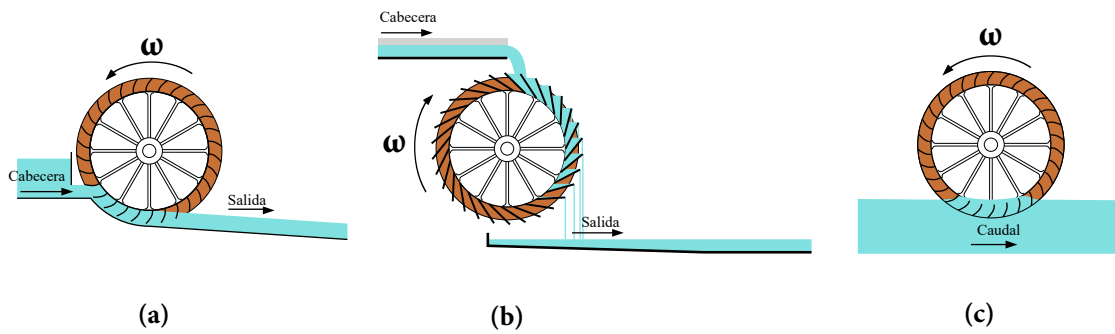 ω
Cabecera
Salida
(a)
Cabecera
ω
Salida
(b)
ω
Caudal
(c)